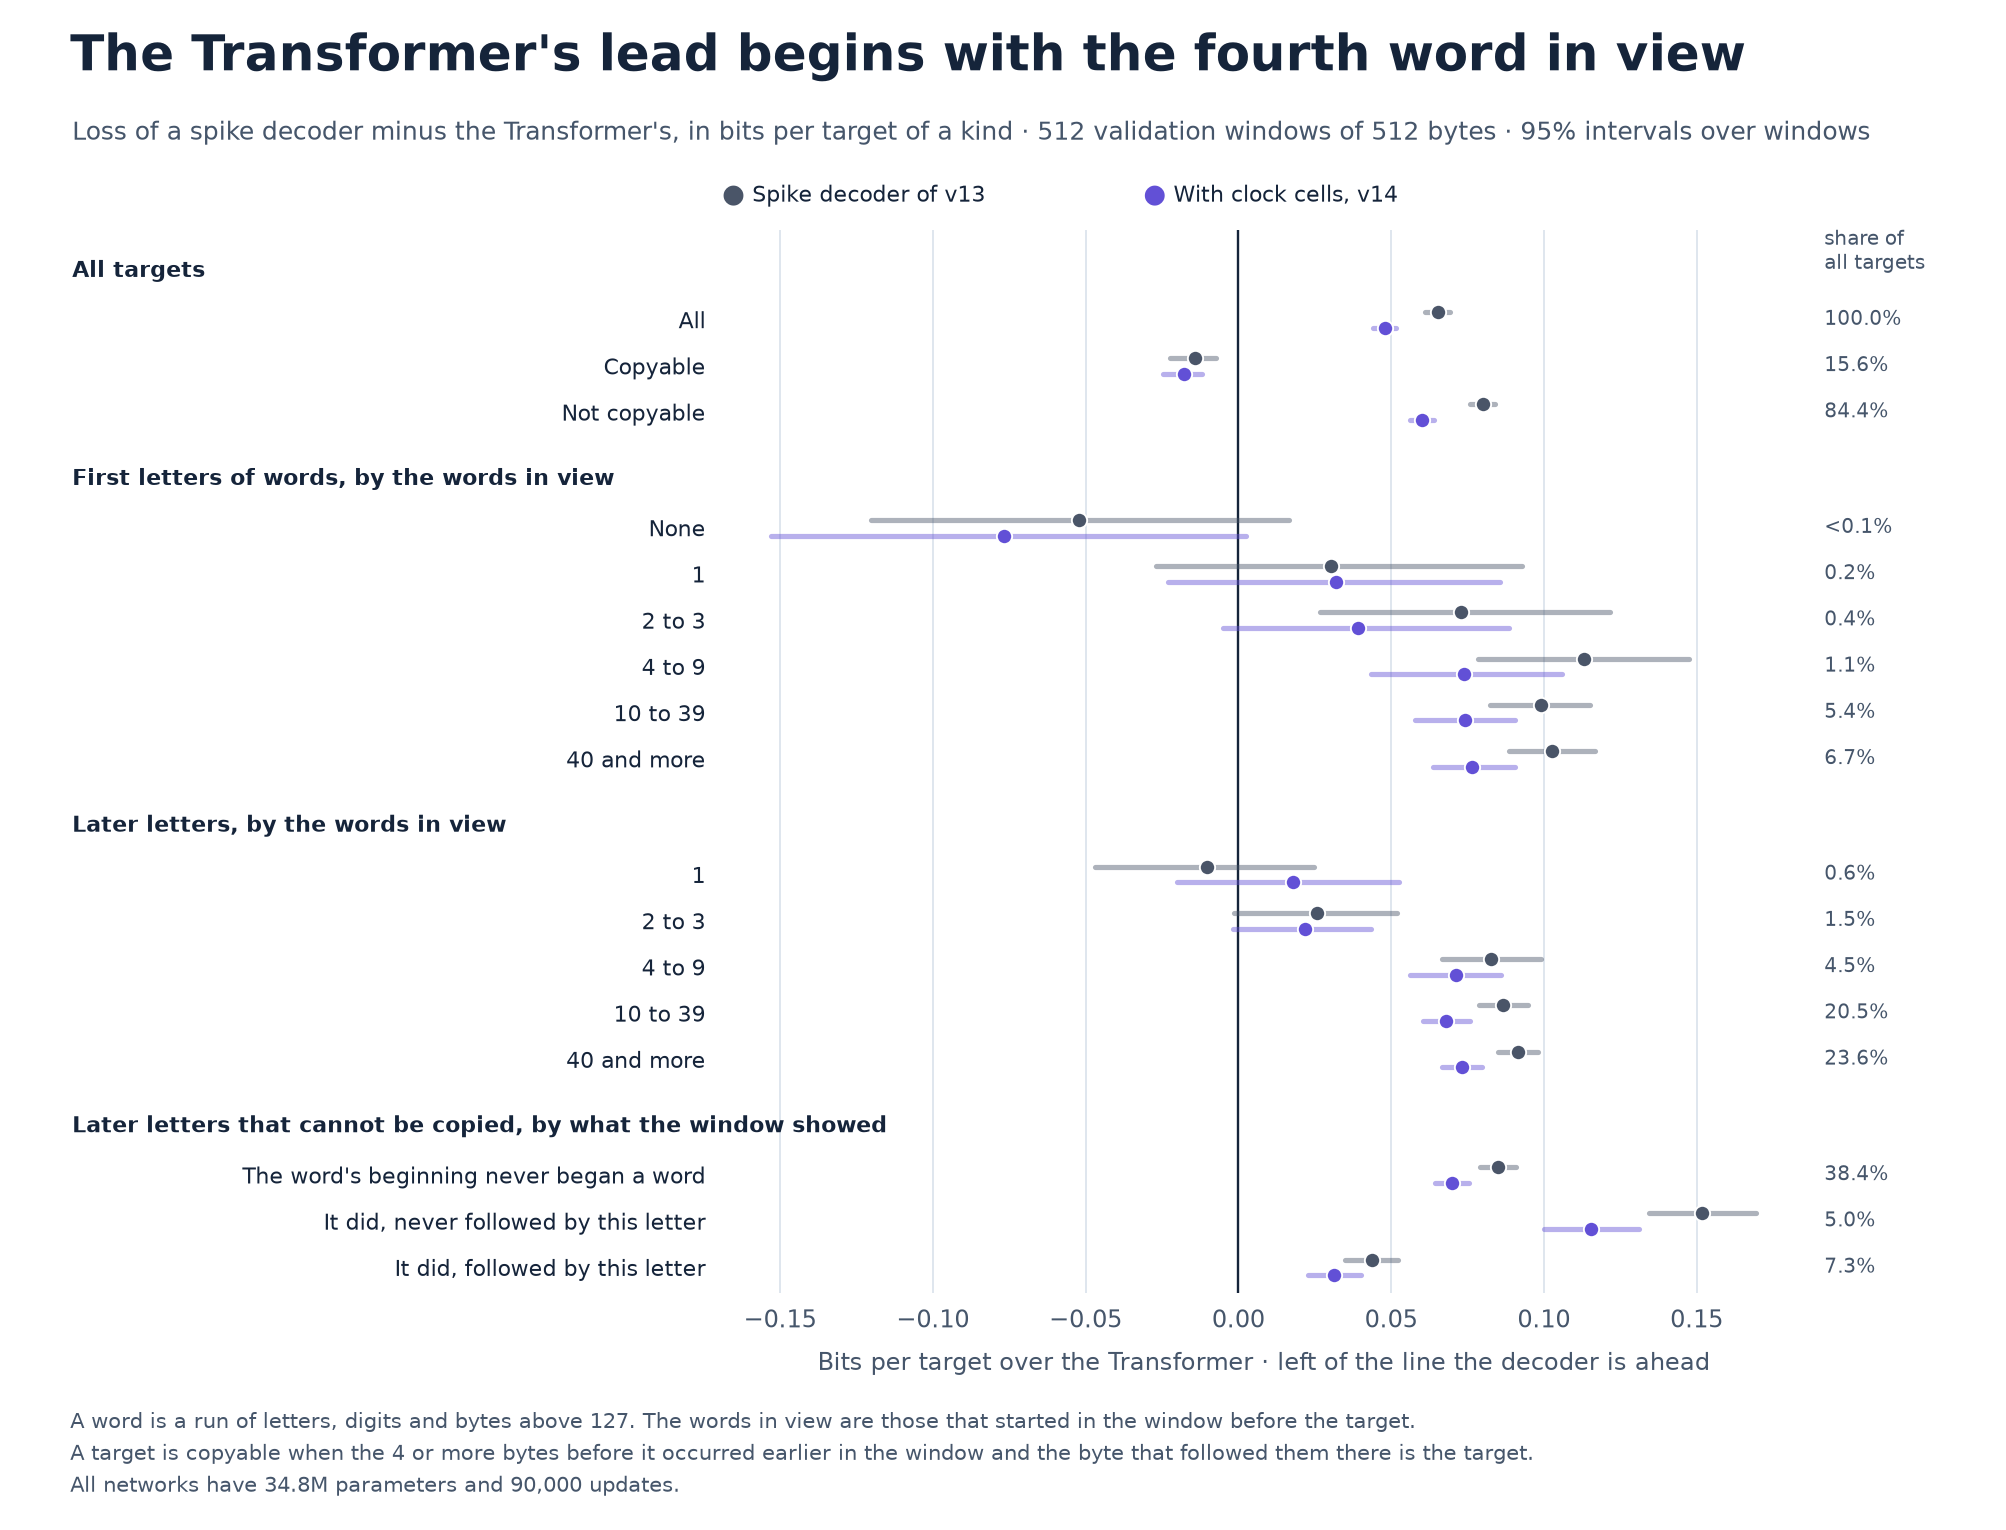 The Transformer's lead begins with the fourth word in view
Loss of a spike decoder minus the Transformer's, in bits per target of a kind · 512 validation windows of 512 bytes · 95% intervals over windows
Spike decoder of v13
With clock cells, v14
share of
all targets
All targets
All 100.0%
Copyable 15.6%
Not copyable 84.4%
First letters of words, by the words in view
None <0.1%
1 0.2%
2 to 3 0.4%
4 to 9 1.1%
10 to 39 5.4%
40 and more 6.7%
Later letters, by the words in view
1 0.6%
2 to 3 1.5%
4 to 9 4.5%
10 to 39 20.5%
40 and more 23.6%
Later letters that cannot be copied, by what the window showed
The word's beginning never began a word 38.4%
It did, never followed by this letter 5.0%
It did, followed by this letter 7.3%
−0.15 −0.10 −0.05 0.00 0.05 0.10 0.15
Bits per target over the Transformer · left of the line the decoder is ahead
A word is a run of letters, digits and bytes above 127. The words in view are those that started in the window before the target.
A target is copyable when the 4 or more bytes before it occurred earlier in the window and the byte that followed them there is the target.
All networks have 34.8M parameters and 90,000 updates.